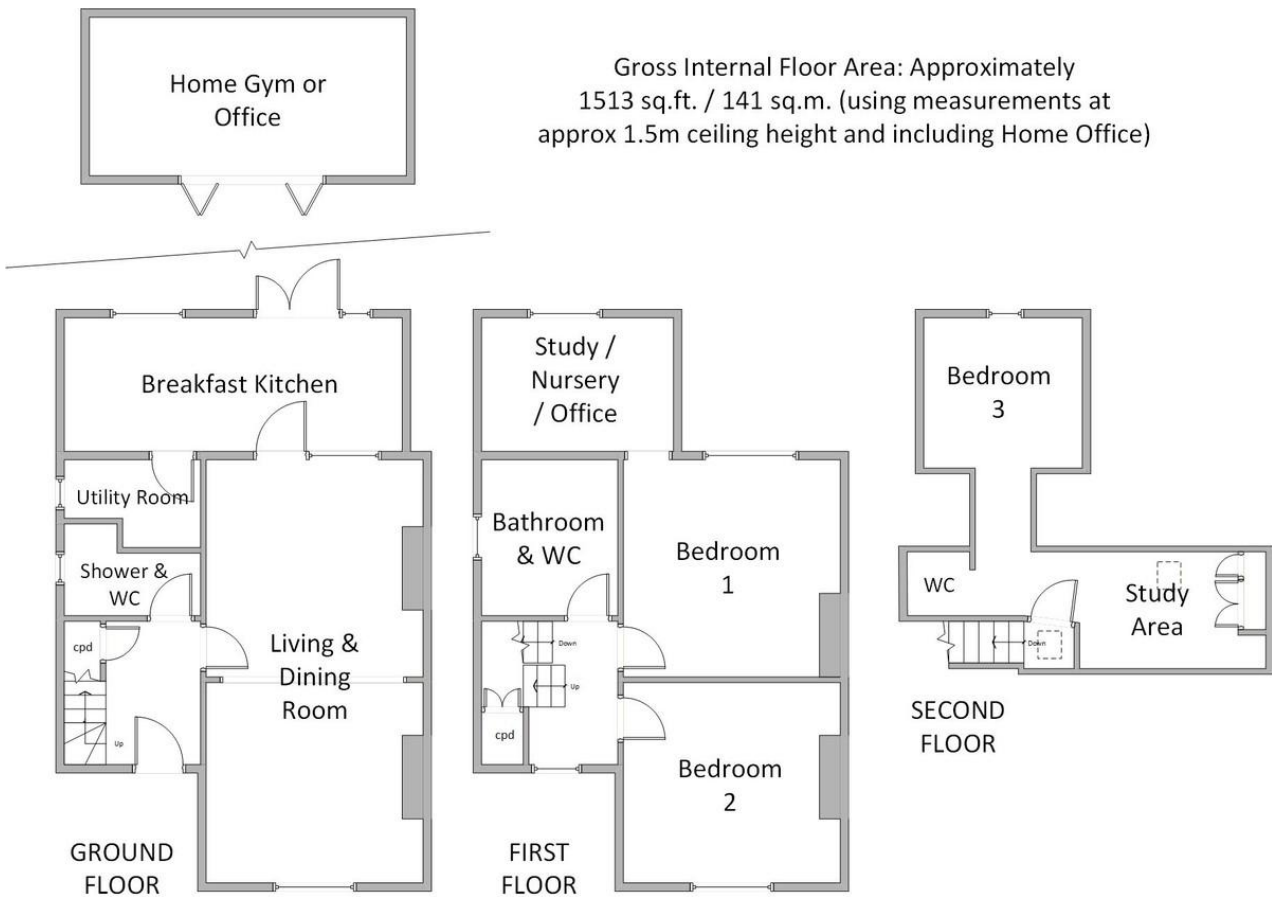 Home Gym or
Office
Gross Internal Floor Area: Approximately
1513 sq.ft. / 141 sq.m. (using measurements at
approx 1.5m ceiling height and including Home Office)
Breakfast Kitchen
Utility Room
Shower &
WC
cpd
Up
Living &
Dining
Room
GROUND
FLOOR
Study /
Nursery
/ Office
Bathroom
& WC
Bedroom
1
Down
Up
cpd
Bedroom
2
FIRST
FLOOR
Bedroom
3
WC
Study
Area
Down
SECOND
FLOOR